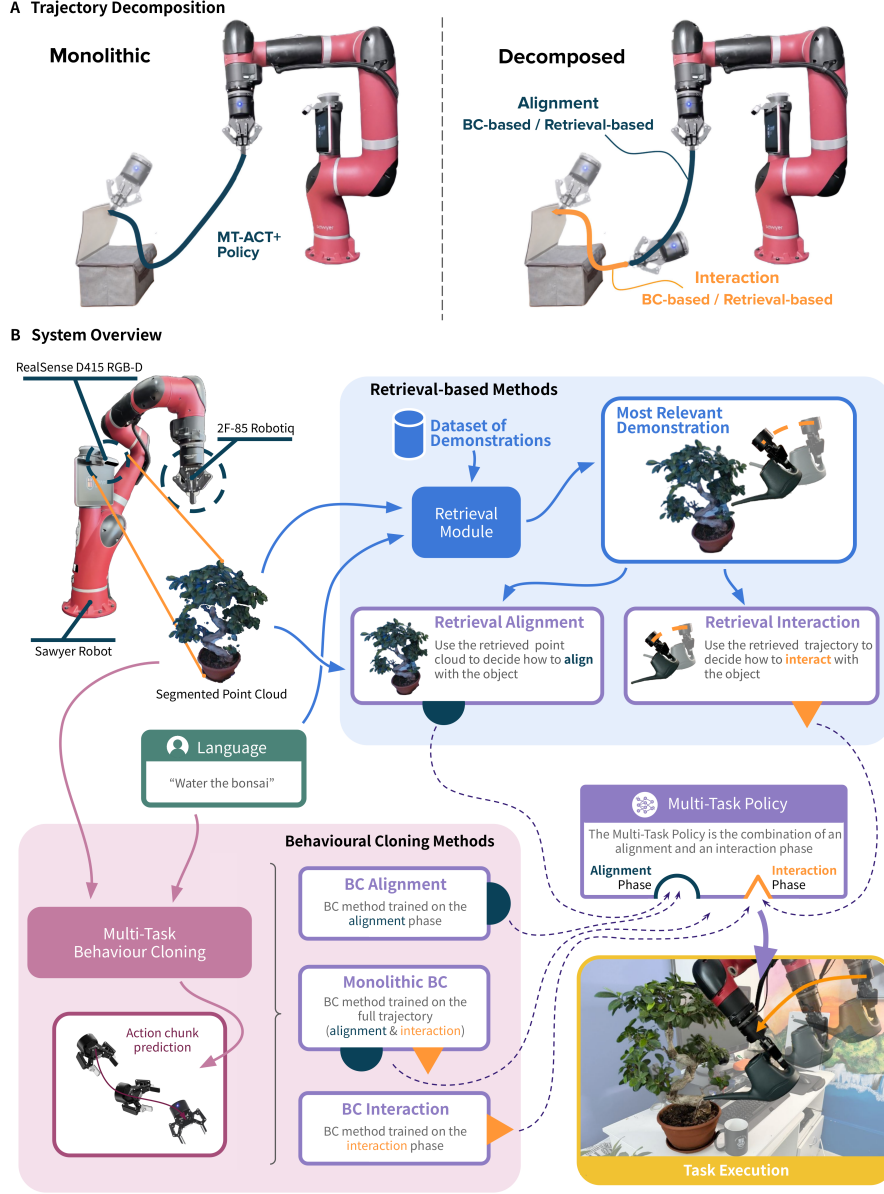 A Trajectory Decomposition
Monolithic
MT-ACT+
Policy
Decomposed
Alignment
BC-based / Retrieval-based
Interaction
BC-based / Retrieval-based
B System Overview
RealSense D415 RGB-D
2F-85 Robotiq
Sawyer Robot
Segmented Point Cloud
Language
“Water the bonsai”
Retrieval-based Methods
Dataset of
Demonstrations
Retrieval
Module
Most Relevant
Demonstration
Retrieval Alignment
Use the retrieved point
cloud to decide how to align
with the object
Retrieval Interaction
Use the retrieved trajectory to
decide how to interact with
the object
Multi-Task Policy
The Multi-Task Policy is the combination of an
alignment and an interaction phase
Alignment
Phase
Interaction
Phase
Behavioural Cloning Methods
Multi-Task
Behaviour Cloning
Action chunk
prediction
BC Alignment
BC method trained on the
alignment phase
Monolithic BC
BC method trained on the
full trajectory
(alignment & interaction)
BC Interaction
BC method trained on the
interaction phase
Task Execution